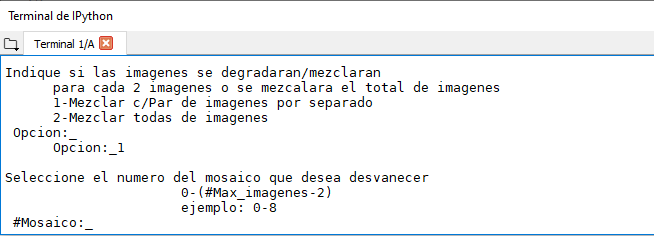 Terminal de IPython
Terminal 1/A
Indique si las imagenes se degradaran/mezclaran
para cada 2 imagenes o se mezcalara el total de imagenes
1-Mezclar c/Par de imagenes por separado
2-Mezclar todas de imagenes
Opcion:_
Opcion:_1
Seleccione el numero del mosaico que desea desvanecer
0-(#Max_imagenes-2)
ejemplo: 0-8
#Mosaico:_